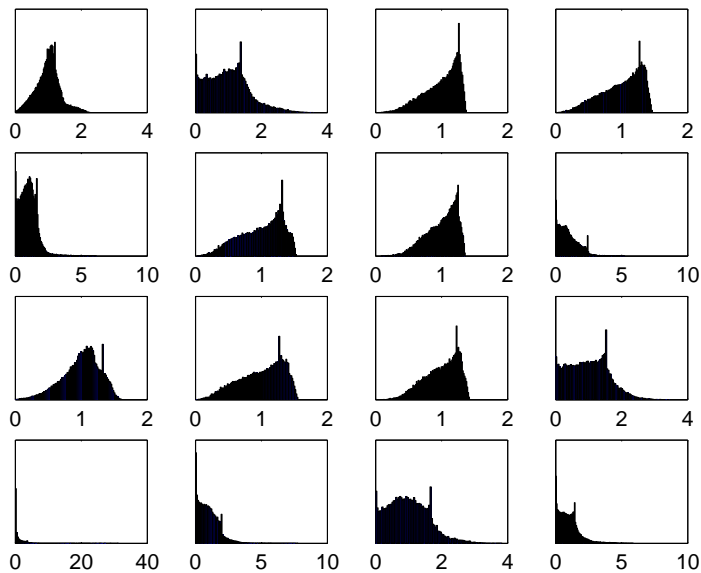 0 2 4 0 2 4 0 1 2 0 1 2
0 5 10 0 1 2 0 1 2 0 5 10
0 1 2 0 1 2 0 1 2 0 2 4
0 20 40 0 5 10 0 2 4 0 5 10